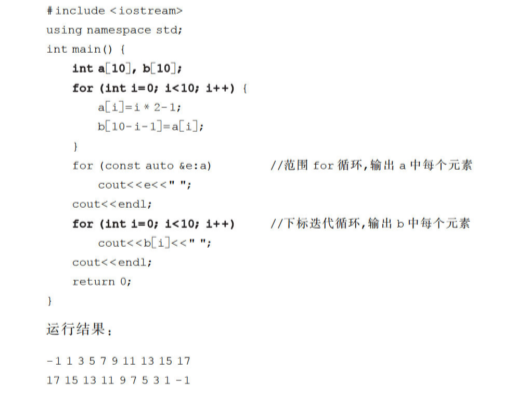 #include <iostream>
using namespace std;
int main() {
int a[10], b[10];
for (int i=0; i<10; i++) {
a[i]=i * 2-1;
b[10-i-1]=a[i];
}
for (const auto &e:a) //范围 for 循环,输出 a 中每个元素
cout<<e<<" ";
cout<<endl;
for (int i=0; i<10; i++) //下标迭代循环,输出 b 中每个元素
cout<<b[i]<<" ";
cout<<endl;
return 0;
}
运行结果:
-1 1 3 5 7 9 11 13 15 17
17 15 13 11 9 7 5 3 1 -1